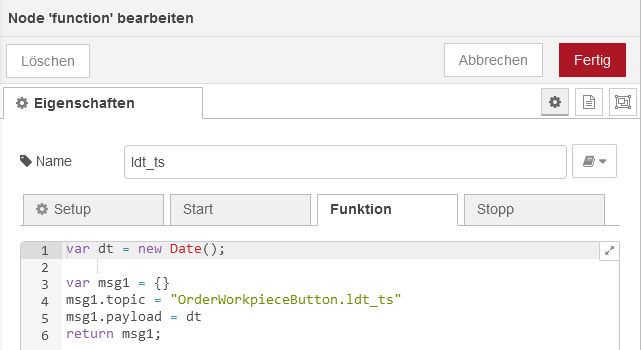 Node 'function' bearbeiten
Löschen
Abbrechen
Fertig
Eigenschaften
Name
ldt_ts
Setup
Start
Funktion
Stopp
1 var dt = new Date();
2
3 var msg1 = {}
4 msg1.topic = "OrderWorkpieceButton.ldt_ts"
5 msg1.payload = dt
6 return msg1;